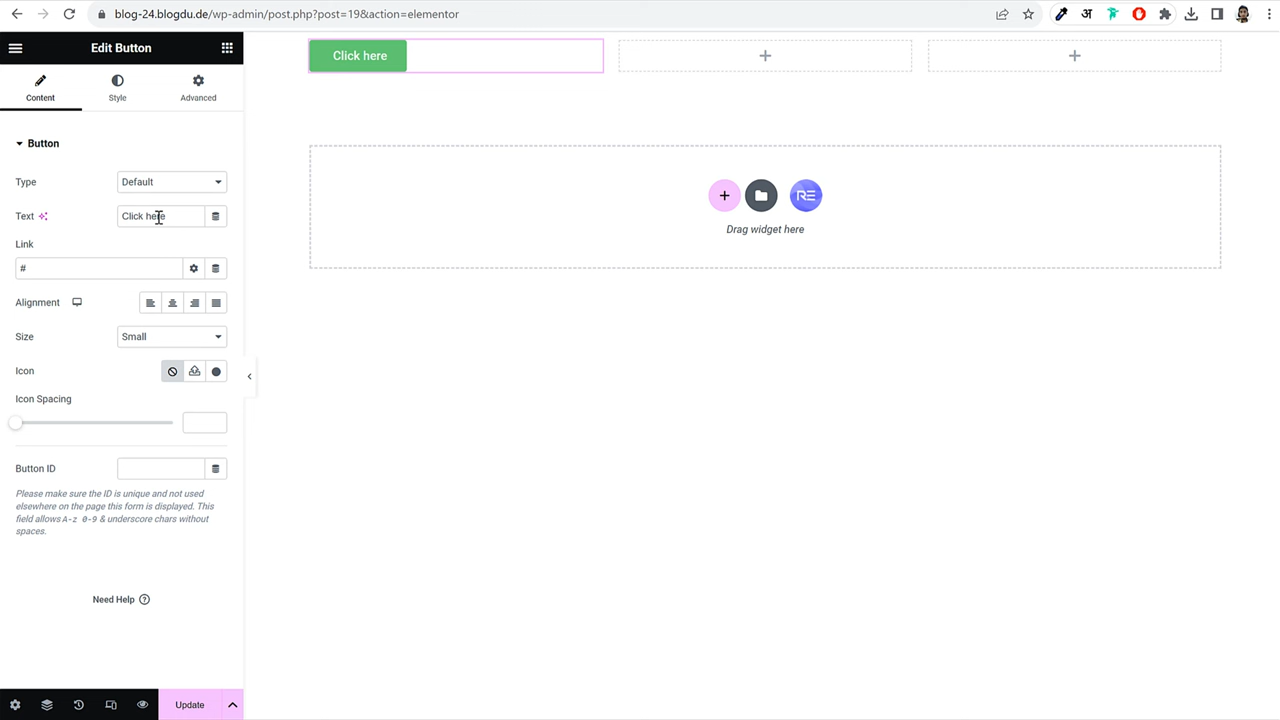 blog-24.blogdu.de/wp-admin/post.php?post=19&action=elementor
अ
Edit Button
Content
Style
Advanced
Button
Type
Default
Text
Click here
Link
#
Alignment
Size
Small
Icon
Icon Spacing
Button ID
Please make sure the ID is unique and not used
elsewhere on the page this form is displayed. This
field allows A-z 0-9 & underscore chars without
spaces.
Need Help
Update
Click here
RE
Drag widget here